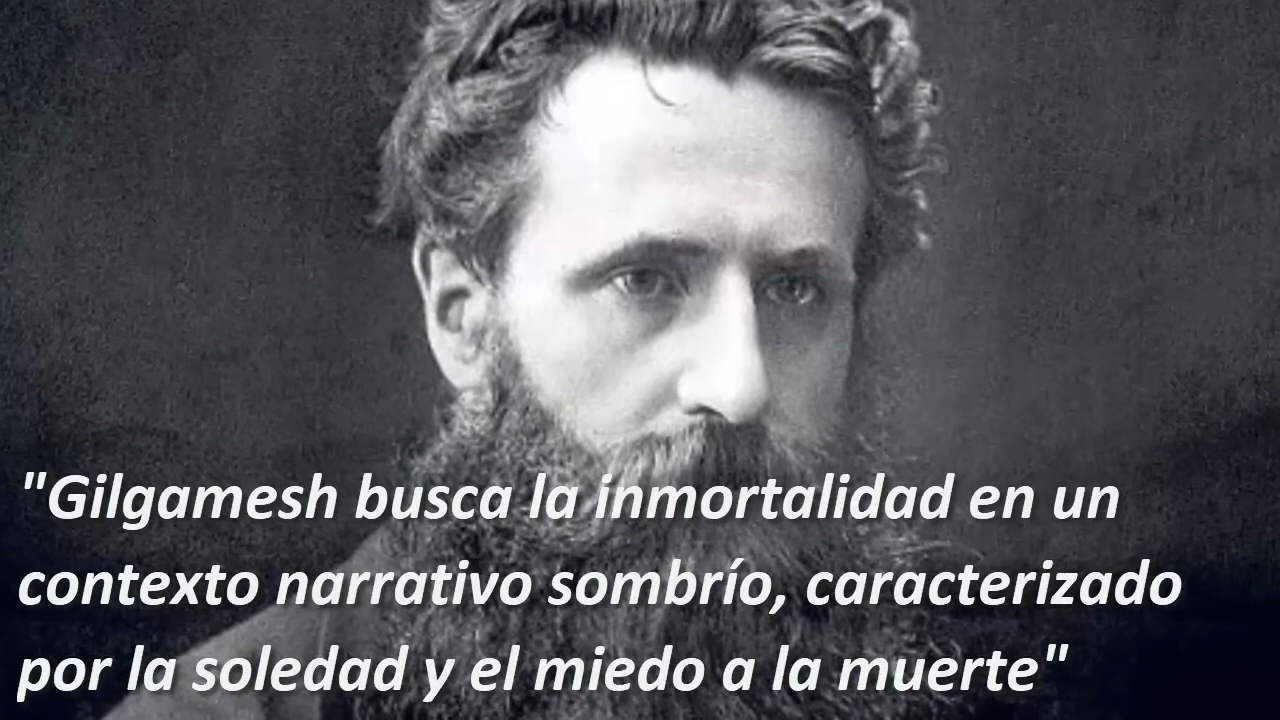 "Gilgamesh busca la inmortalidad en un
contexto narrativo sombrío, caracterizado
por la soledad y el miedo a la muerte"